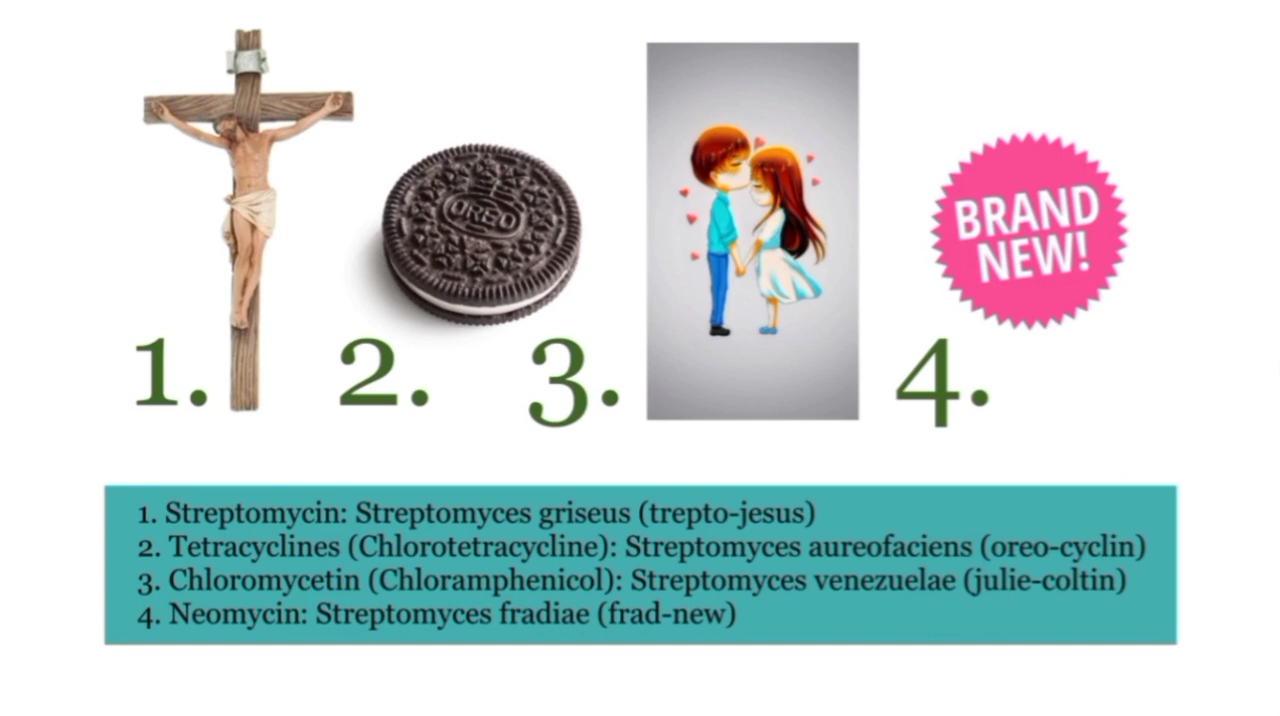 OREO
BRAND
NEW!
1.
2.
3.
4.
1. Streptomycin: Streptomyces griseus (trepto-jesus)
2. Tetracyclines (Chlorotetracycline): Streptomyces aureofaciens (oreo-cyclin)
3. Chloromycetin (Chloramphenicol): Streptomyces venezuelae (julie-coltin)
4. Neomycin: Streptomyces fradiae (frad-new)